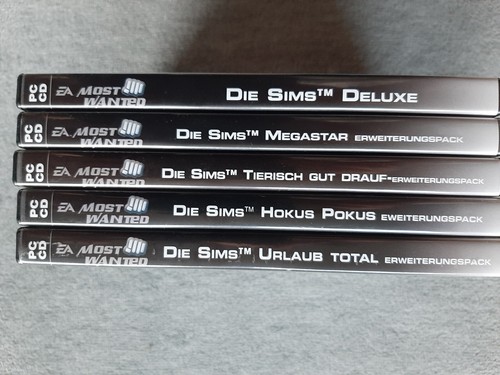 PC CD EA MOST WANTED DIE SIMS™ DELUXE
PC CD EA MOST WANTED DIE SIMS™ MEGASTAR ERWEITERUNGSPACK
PC CD EA MOST WANTED DIE SIMS™ TIERISCH GUT DRAUF-ERWEITERUNGSPACK
PC CD EA MOST WANTED DIE SIMS™ HOKUS POKUS EWEITERUNGSPACK
PC CD EA MOST WANTED DIE SIMS™ URLAUB TOTAL ERWEITERUNGSPACK